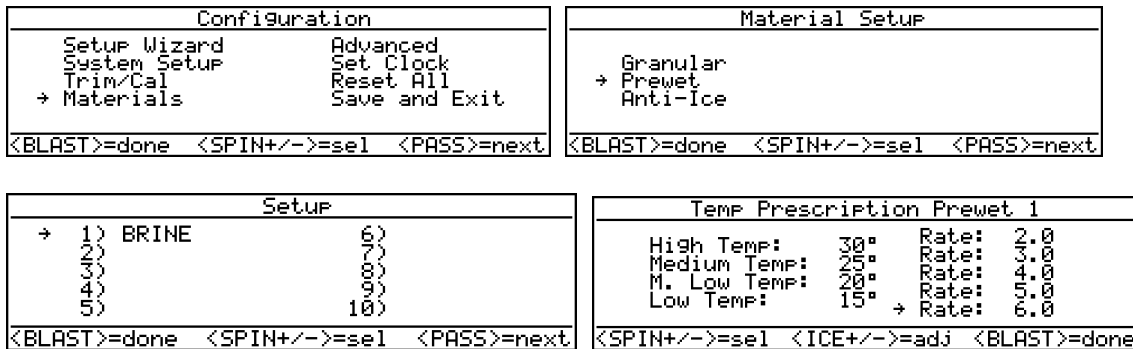 Configuration
Setup Wizard Advanced
System Setup Set Clock
Trim/Cal Reset All
→ Materials Save and Exit
<BLAST>=done <SPIN+/->=sel <PASS>=next
Material Setup
Granular
→ Prewet
Anti-Ice
<BLAST>=done <SPIN+/->=sel <PASS>=next
Setup
→ 1) BRINE 6)
2) 7)
3) 8)
4) 9)
5) 10)
<BLAST>=done <SPIN+/->=sel <PASS>=next
Temp Prescription Prewet 1
Rate: 2.0
High Temp: 30° Rate: 3.0
Medium Temp: 25° Rate: 4.0
M. Low Temp: 20° Rate: 5.0
Low Temp: 15° → Rate: 6.0
<SPIN+/->=sel <ICE+/->=adj <BLAST>=done